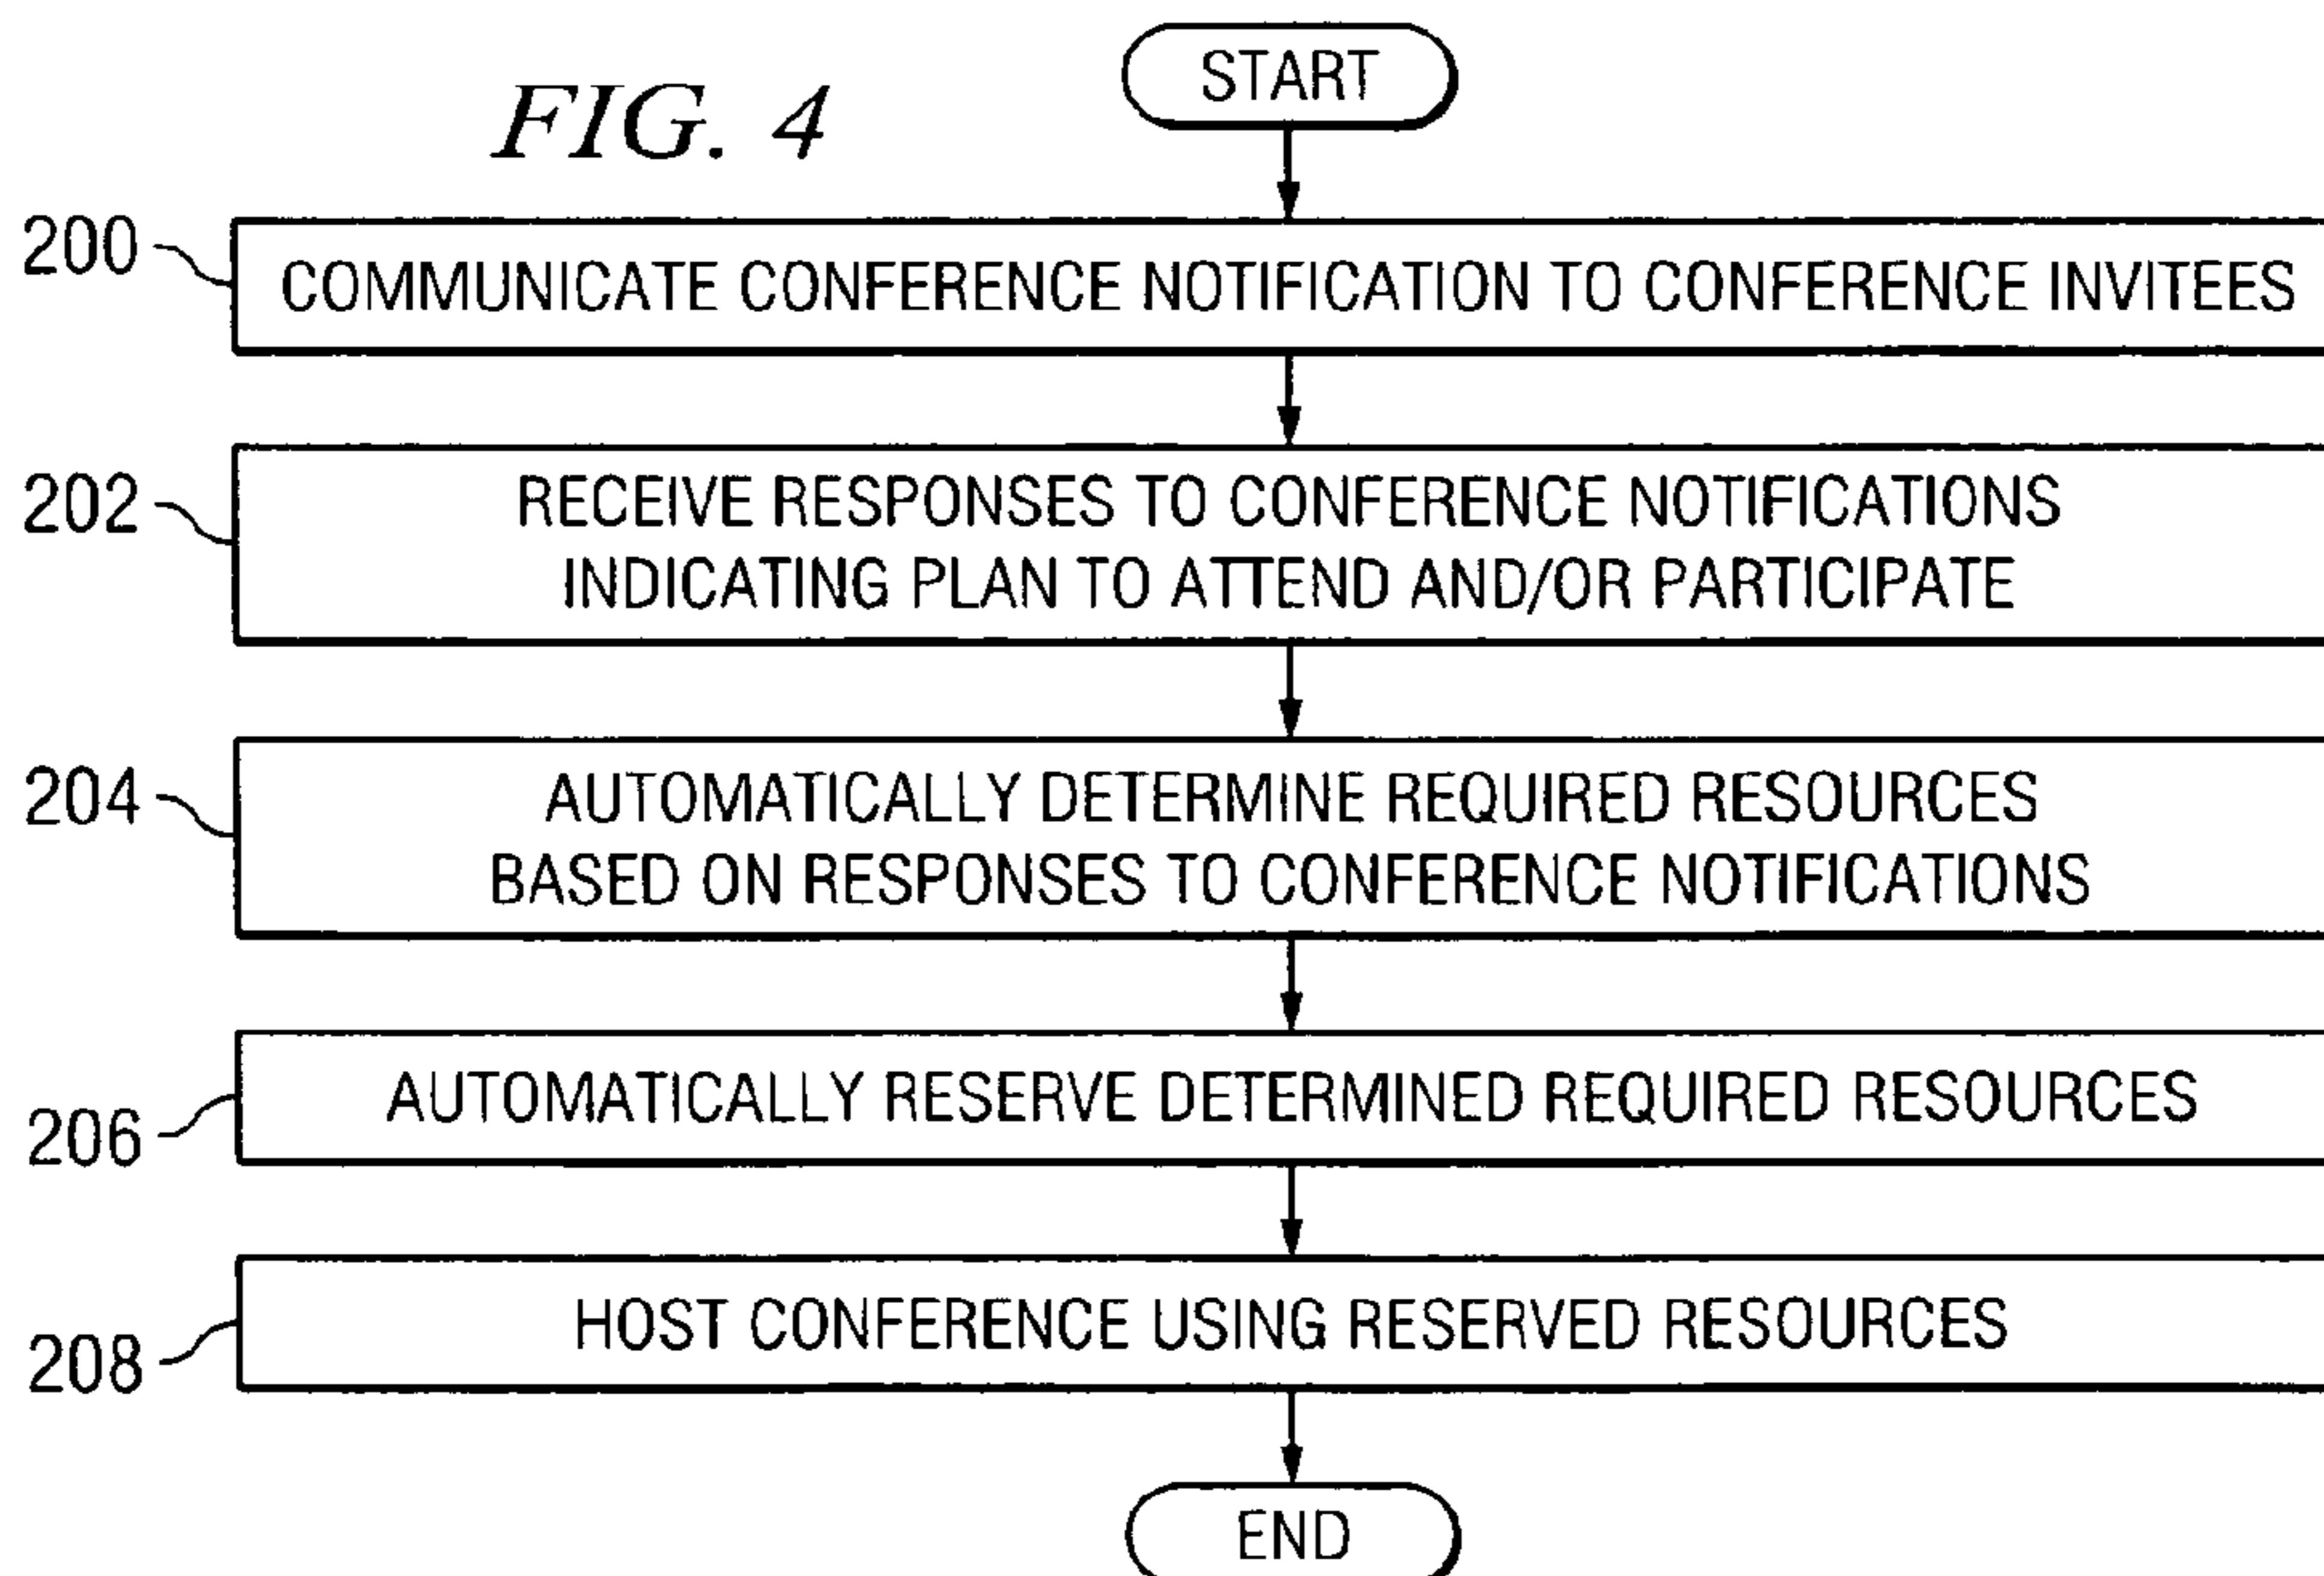 FIG. 4
START
200
COMMUNICATE CONFERENCE NOTIFICATION TO CONFERENCE INVITEES
202
RECEIVE RESPONSES TO CONFERENCE NOTIFICATIONS
INDICATING PLAN TO ATTEND AND/OR PARTICIPATE
204
AUTOMATICALLY DETERMINE REQUIRED RESOURCES
BASED ON RESPONSES TO CONFERENCE NOTIFICATIONS
206
AUTOMATICALLY RESERVE DETERMINED REQUIRED RESOURCES
208
HOST CONFERENCE USING RESERVED RESOURCES
END